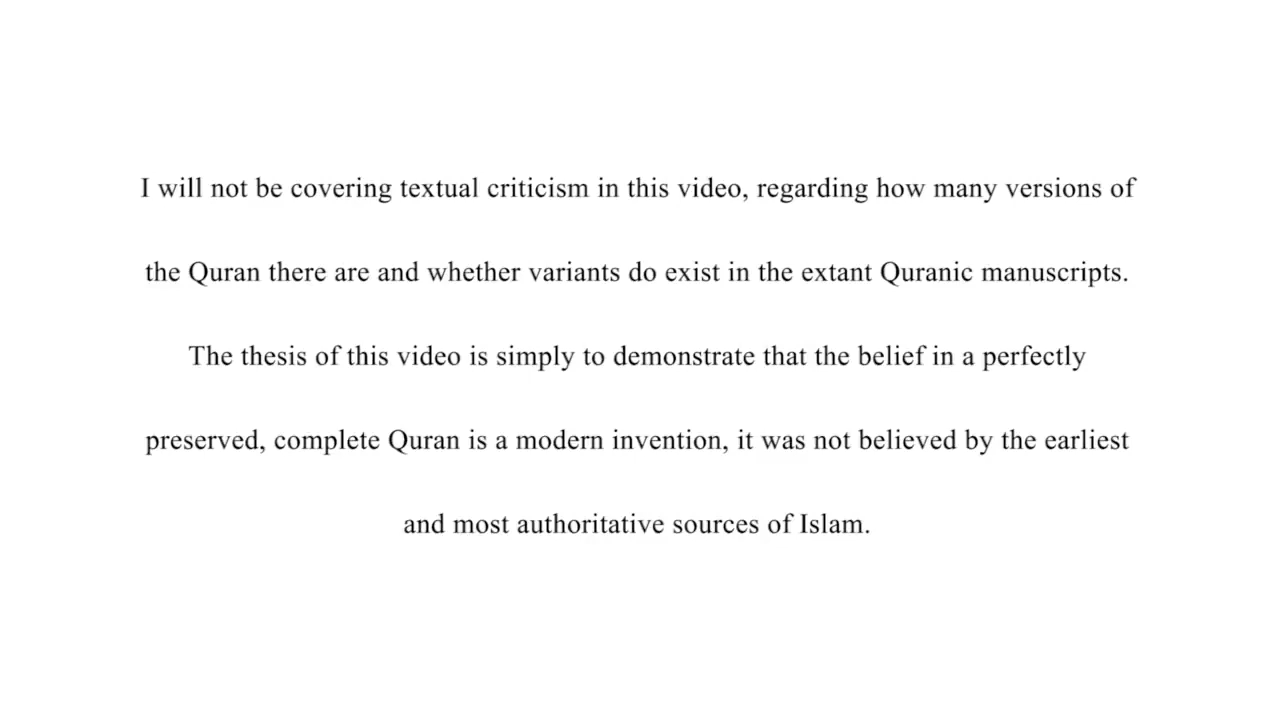 I will not be covering textual criticism in this video, regarding how many versions of
the Quran there are and whether variants do exist in the extant Quranic manuscripts.
The thesis of this video is simply to demonstrate that the belief in a perfectly
preserved, complete Quran is a modern invention, it was not believed by the earliest
and most authoritative sources of Islam.